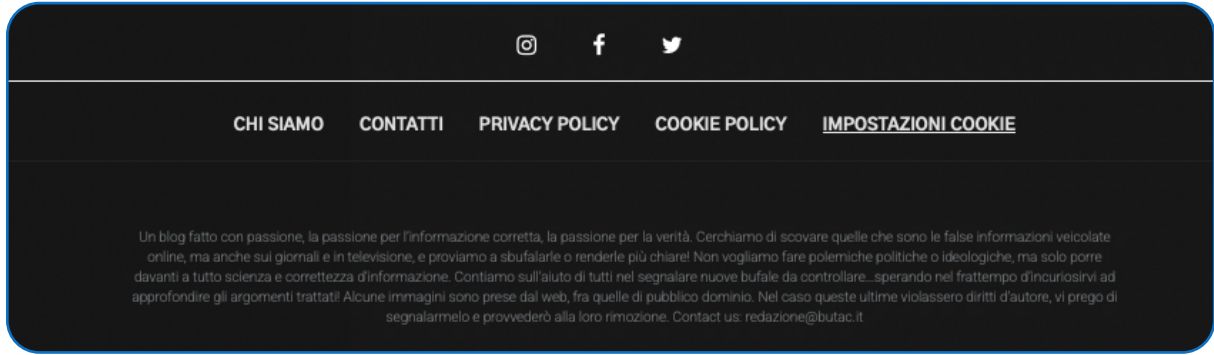 CHI SIAMO CONTATTI PRIVACY POLICY COOKIE POLICY IMPOSTAZIONI COOKIE
Un blog fatto con passione, la passione per l'informazione corretta, la passione per la verità. Cerchiamo di scovare quelle che sono le false informazioni veicolate
online, ma anche sui giornali e in televisione, e proviamo a sbufalarle o renderle più chiare! Non vogliamo fare polemiche politiche o ideologiche, ma solo porre
davanti a tutto scienza e correttezza d'informazione. Contiamo sull'aiuto di tutti nel segnalare nuove bufale da controllare...sperando nel frattempo d'incuriosirvi ad
approfondire gli argomenti trattati! Alcune immagini sono prese dal web, fra quelle di pubblico dominio. Nel caso queste ultime violassero diritti d'autore, vi prego di
segnalarmelo e provvederò alla loro rimozione. Contact us: redazione@butac.it